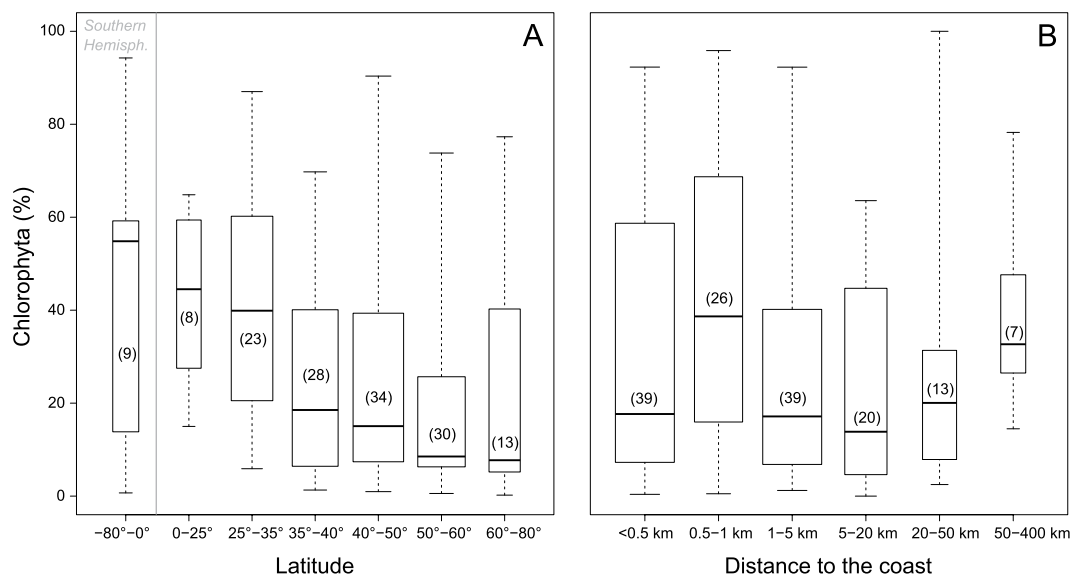 Southern
Hemisph.
A
Chlorophyta (%)
100
80
60
40
20
0
(9)
(8)
(23)
(28)
(34)
(30)
(13)
−80°−0°
0−25°
25°−35°
35°−40°
40°−50°
50°−60°
60°−80°
Latitude
B
(39)
(26)
(39)
(20)
(13)
(7)
<0.5 km
0.5−1 km
1−5 km
5−20 km
20−50 km
50−400 km
Distance to the coast